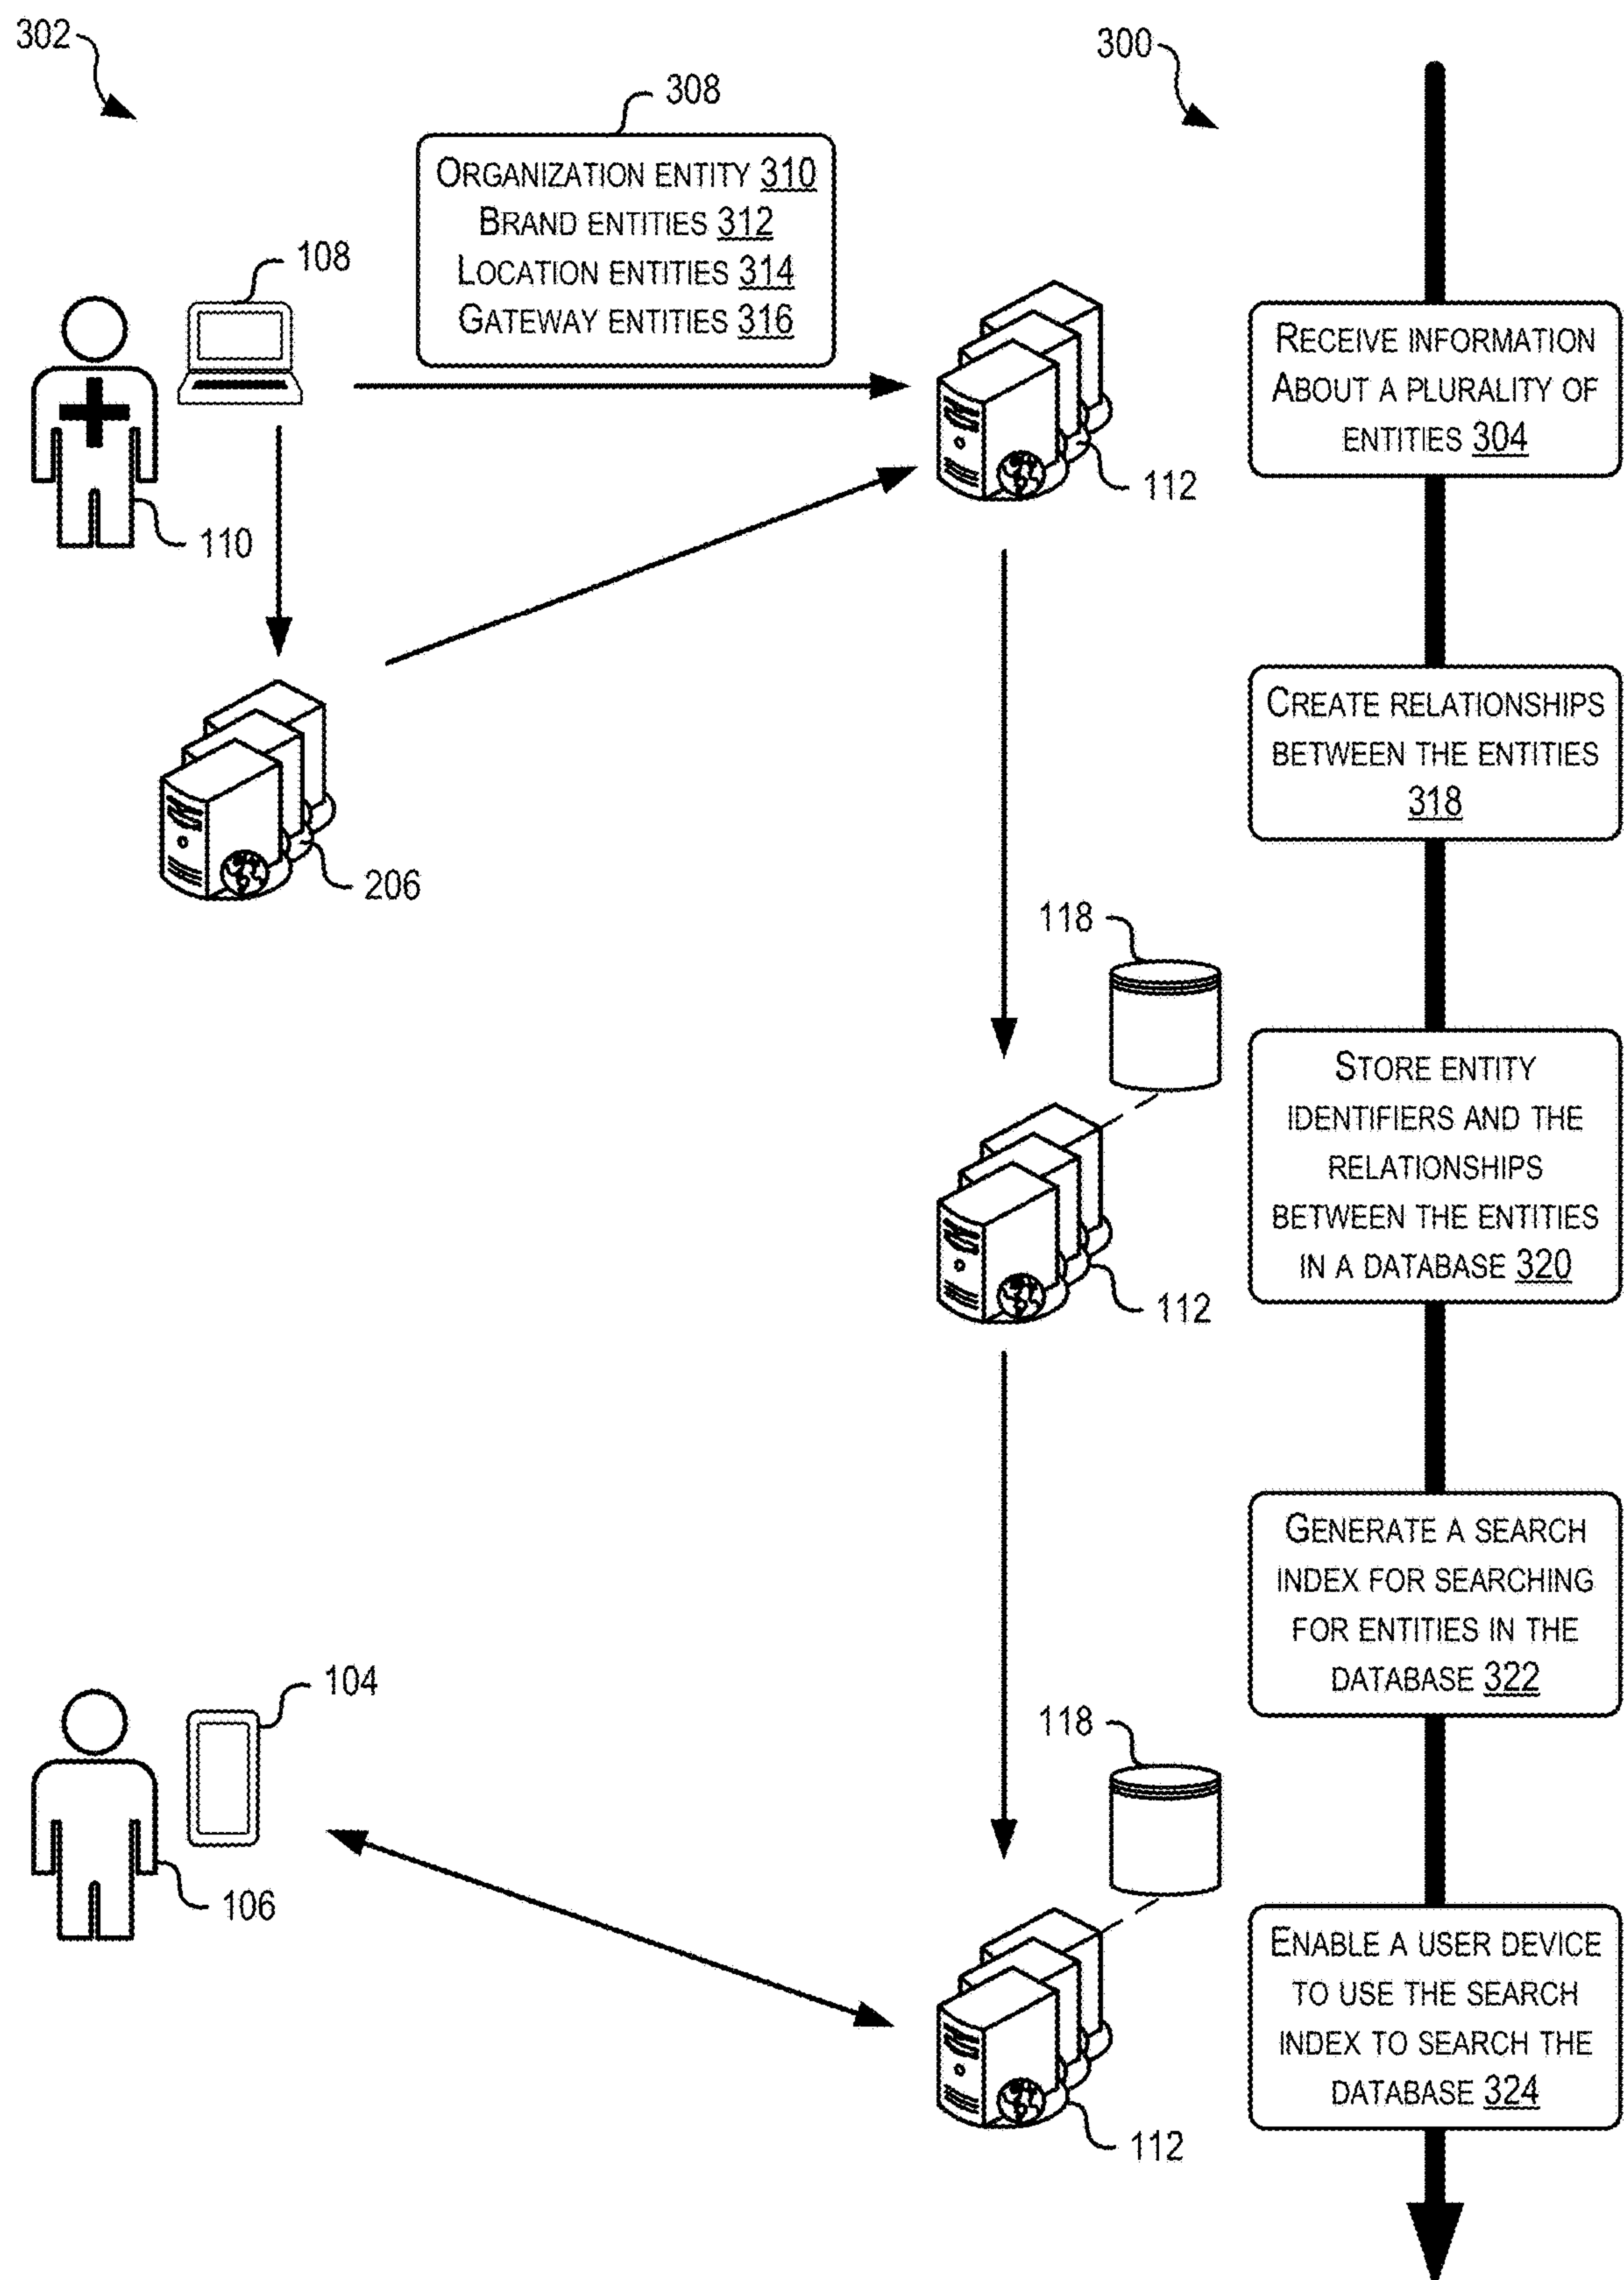 302
300
308
ORGANIZATION ENTITY 310
BRAND ENTITIES 312
LOCATION ENTITIES 314
GATEWAY ENTITIES 316
108
110
112
RECEIVE INFORMATION
ABOUT A PLURALITY OF
ENTITIES 304
206
CREATE RELATIONSHIPS
BETWEEN THE ENTITIES
318
118
112
STORE ENTITY
IDENTIFIERS AND THE
RELATIONSHIPS
BETWEEN THE ENTITIES
IN A DATABASE 320
GENERATE A SEARCH
INDEX FOR SEARCHING
FOR ENTITIES IN THE
DATABASE 322
104
106
118
112
ENABLE A USER DEVICE
TO USE THE SEARCH
INDEX TO SEARCH THE
DATABASE 324